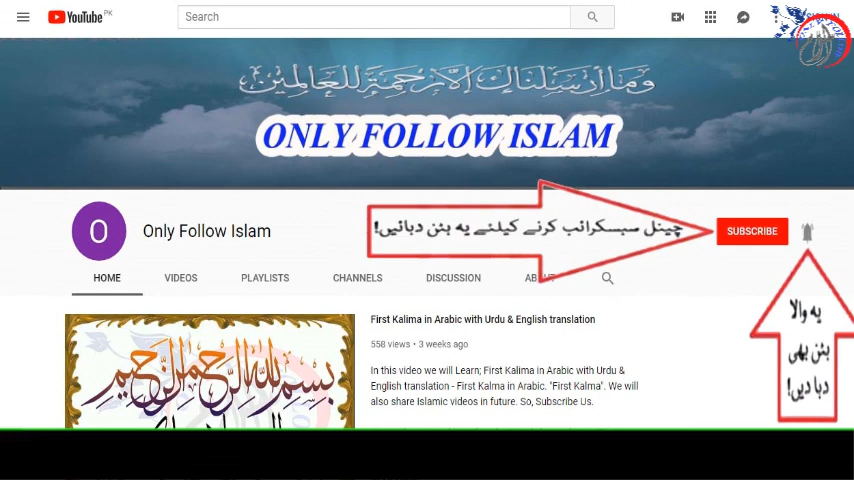 YouTube PK
Search
وما ارسلناك الا رحمة للعالمين
ONLY FOLLOW ISLAM
O
Only Follow Islam
چینل سبسکرائب کرنے کیلئے یہ بٹن دبائیں!
SUBSCRIBE
HOME VIDEOS PLAYLISTS CHANNELS DISCUSSION
یہ والا
بٹن بھی
دبا دیں!
First Kalima in Arabic with Urdu & English translation
558 views • 3 weeks ago
In this video we will Learn; First Kalima in Arabic with Urdu &
English translation - First Kalma in Arabic. "First Kalma". We will
also share Islamic videos in future. So, Subscribe Us.
بسم الله الرحمن الرحيم